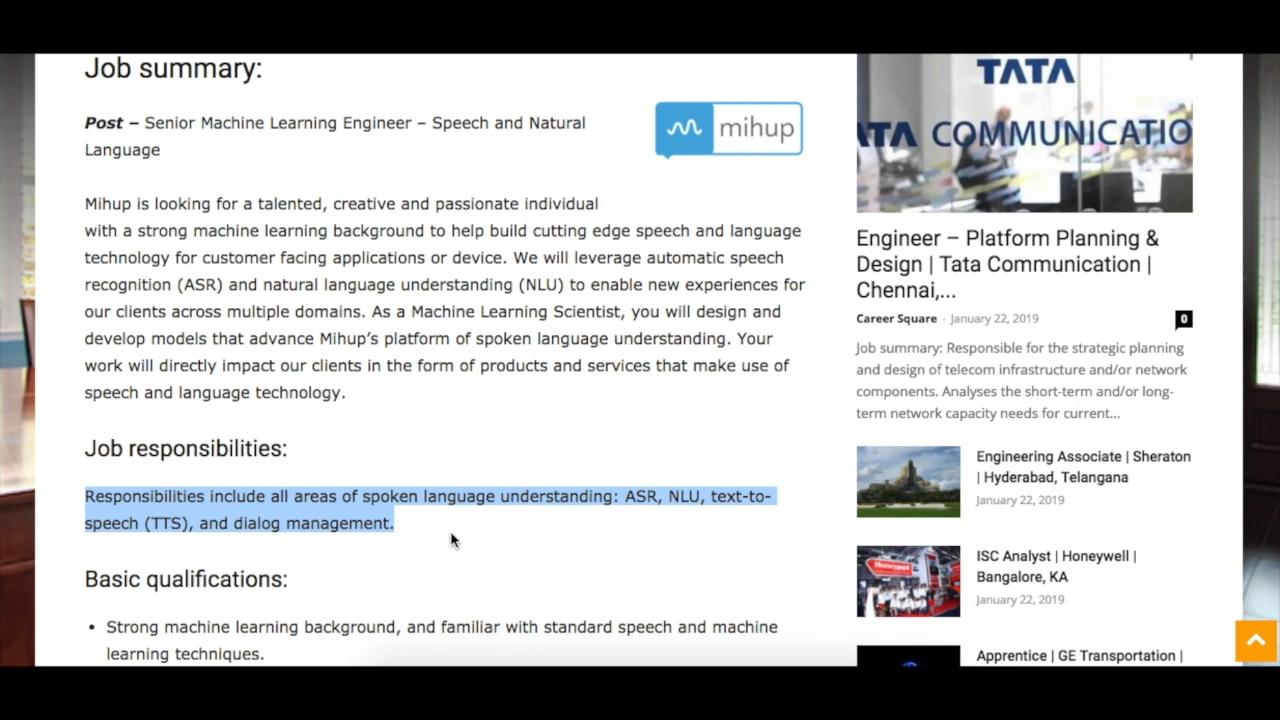 Job summary:
Post – Senior Machine Learning Engineer – Speech and Natural
Language
mihup
Mihup is looking for a talented, creative and passionate individual
with a strong machine learning background to help build cutting edge speech and language
technology for customer facing applications or device. We will leverage automatic speech
recognition (ASR) and natural language understanding (NLU) to enable new experiences for
our clients across multiple domains. As a Machine Learning Scientist, you will design and
develop models that advance Mihup’s platform of spoken language understanding. Your
work will directly impact our clients in the form of products and services that make use of
speech and language technology.
Job responsibilities:
Responsibilities include all areas of spoken language understanding: ASR, NLU, text-to-
speech (TTS), and dialog management.
Basic qualifications:
• Strong machine learning background, and familiar with standard speech and machine
learning techniques.
TATA
ATA COMMUNICATIO
Engineer – Platform Planning &
Design | Tata Communication |
Chennai,...
Career Square - January 22, 2019
0
Job summary: Responsible for the strategic planning
and design of telecom infrastructure and/or network
components. Analyses the short-term and/or long-
term network capacity needs for current...
Engineering Associate | Sheraton
| Hyderabad, Telangana
January 22, 2019
Honeywell
ISC Analyst | Honeywell |
Bangalore, KA
January 22, 2019
Apprentice | GE Transportation |